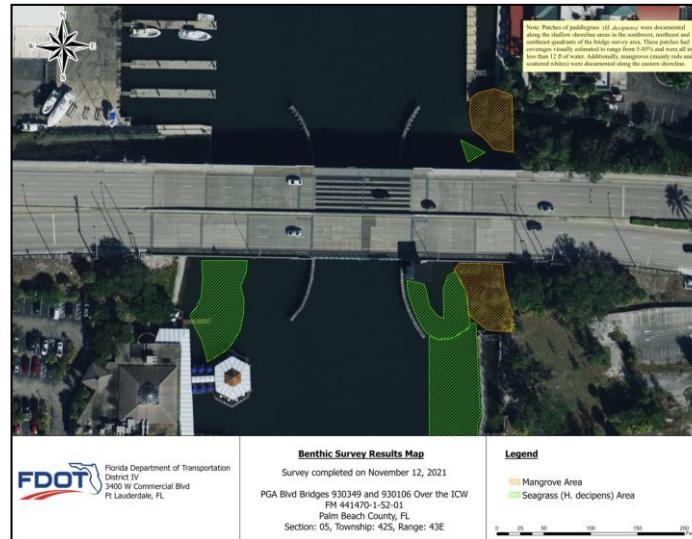 N
W E
S
Note: Patches of paddlegrass (H. decipiens) were documented
along the shallow shoreline areas in the southwest, northeast and
southeast quadrants of the bridge survey area. These patches had
coverages visually estimated to range from 5-85% and were all in
less than 12 ft of water. Additionally, mangroves (mainly reds and
scattered whites) were documented along the eastern shoreline.
FDOT
Florida Department of Transportation
District IV
3400 W Commercial Blvd
Ft Lauderdale, FL
Benthic Survey Results Map
Survey completed on November 12, 2021
PGA Blvd Bridges 930349 and 930106 Over the ICW
FM 441470-1-52-01
Palm Beach County, FL
Section: 05, Township: 42S, Range: 43E
Legend
Mangrove Area
Seagrass (H. decipens) Area
0 25 50 100 150 200